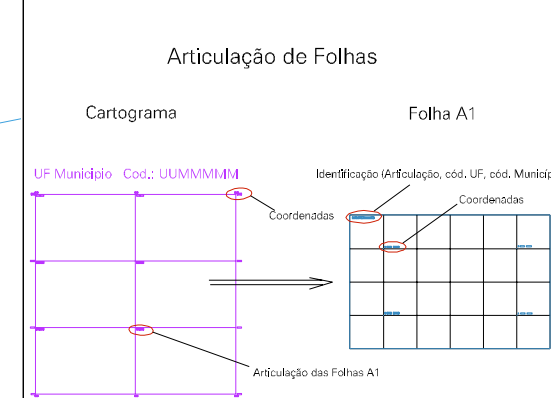 Articulação de Folhas
Cartograma
Folha A1
UF Municipio Cod.: UUMMMMM
Identificação (Articulação, cód. UF, cód. Municíp
Coordenadas
Coordenadas
Articulação das Folhas A1